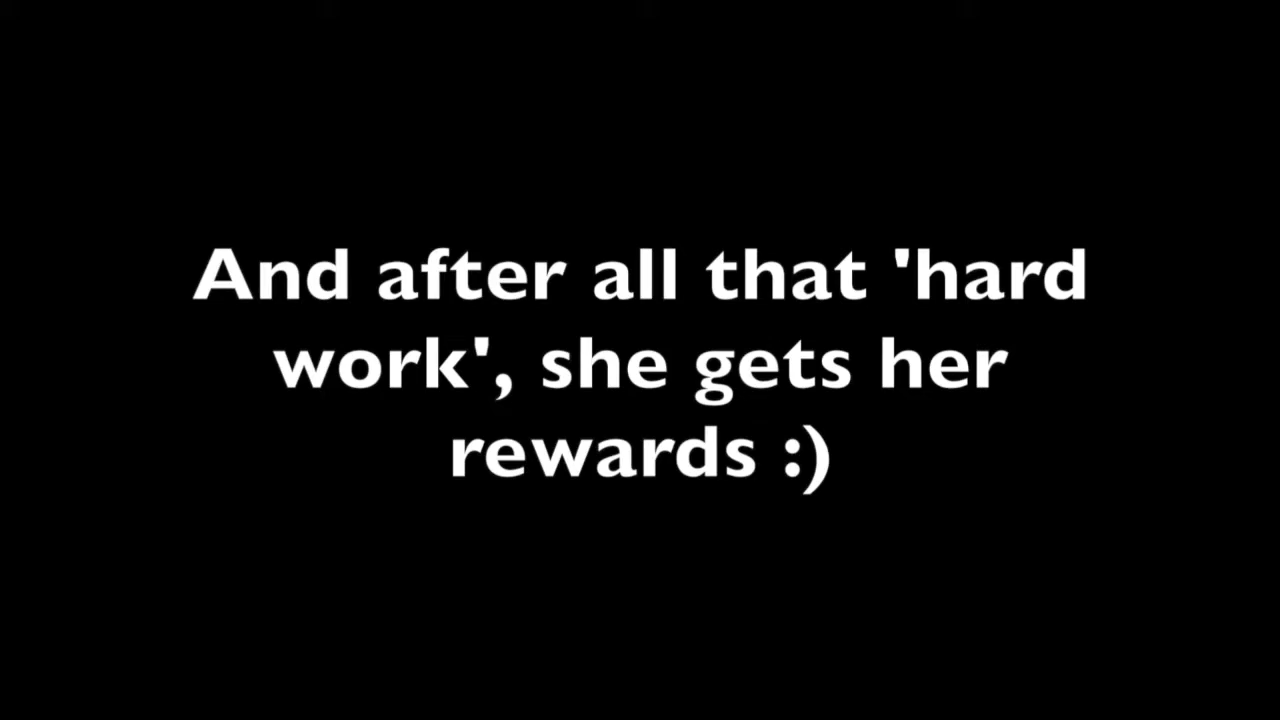 And after all that 'hard
work', she gets her
rewards :)